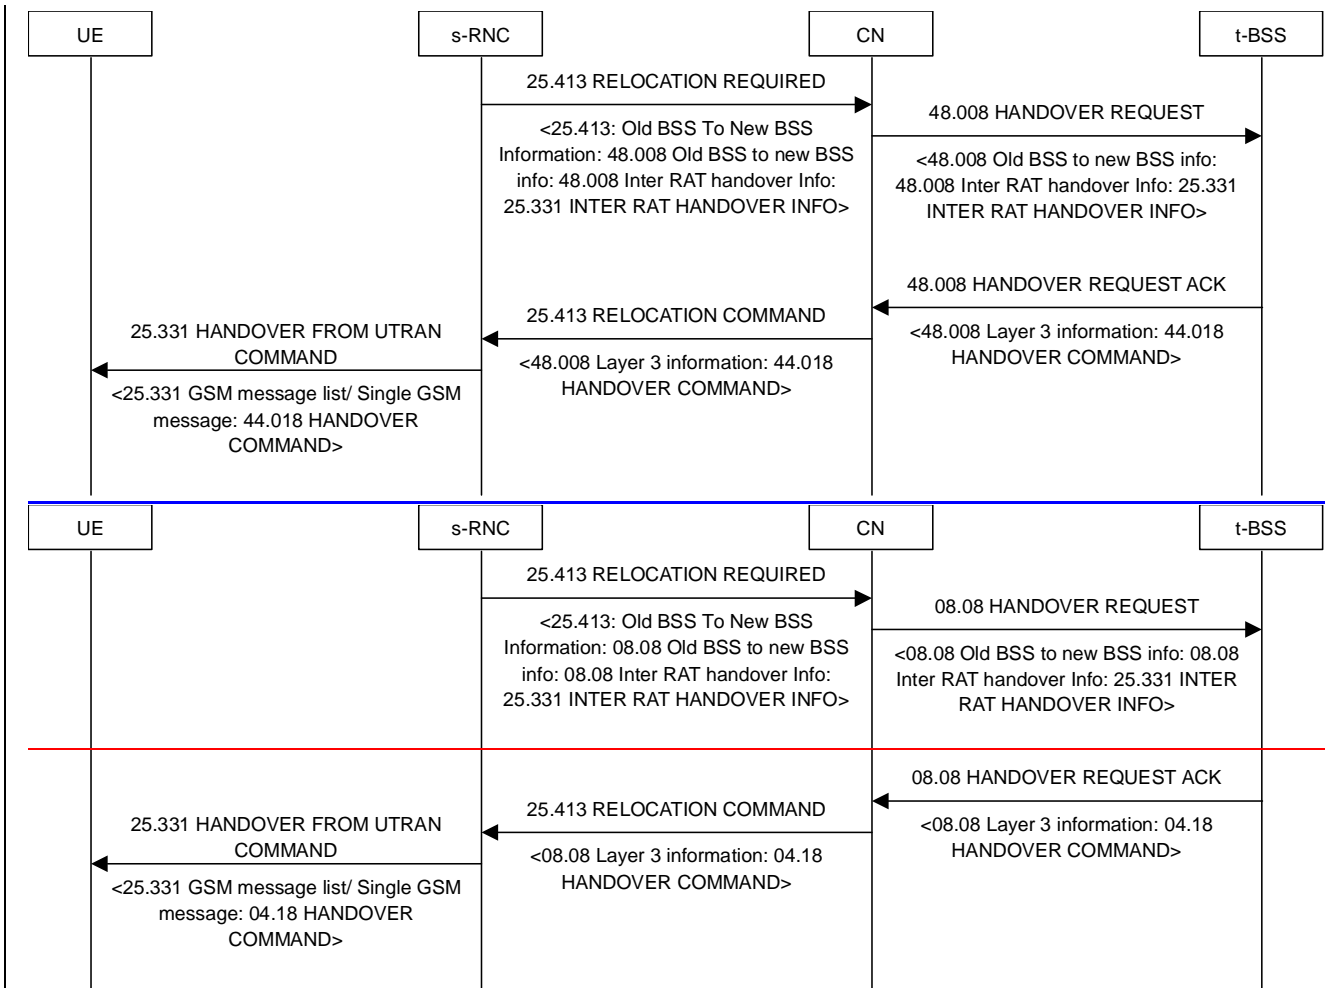 UE
s-RNC
CN
t-BSS
25.413 RELOCATION REQUIRED
<25.413: Old BSS To New BSS
Information: 48.008 Old BSS to new BSS
info: 48.008 Inter RAT handover Info:
25.331 INTER RAT HANDOVER INFO>
48.008 HANDOVER REQUEST
<48.008 Old BSS to new BSS info:
48.008 Inter RAT handover Info: 25.331
INTER RAT HANDOVER INFO>
48.008 HANDOVER REQUEST ACK
<48.008 Layer 3 information: 44.018
HANDOVER COMMAND>
25.413 RELOCATION COMMAND
<48.008 Layer 3 information: 44.018
HANDOVER COMMAND>
25.331 HANDOVER FROM UTRAN
COMMAND
<25.331 GSM message list/ Single GSM
message: 44.018 HANDOVER
COMMAND>
UE
s-RNC
CN
t-BSS
25.413 RELOCATION REQUIRED
<25.413: Old BSS To New BSS
Information: 08.08 Old BSS to new BSS
info: 08.08 Inter RAT handover Info:
25.331 INTER RAT HANDOVER INFO>
08.08 HANDOVER REQUEST
<08.08 Old BSS to new BSS info: 08.08
Inter RAT handover Info: 25.331 INTER
RAT HANDOVER INFO>
08.08 HANDOVER REQUEST ACK
<08.08 Layer 3 information: 04.18
HANDOVER COMMAND>
25.413 RELOCATION COMMAND
<08.08 Layer 3 information: 04.18
HANDOVER COMMAND>
25.331 HANDOVER FROM UTRAN
COMMAND
<25.331 GSM message list/ Single GSM
message: 04.18 HANDOVER
COMMAND>